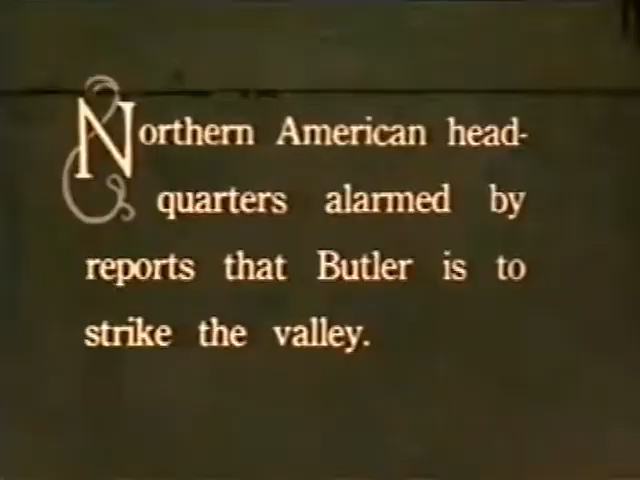 Northern American head-
quarters alarmed by
reports that Butler is to
strike the valley.